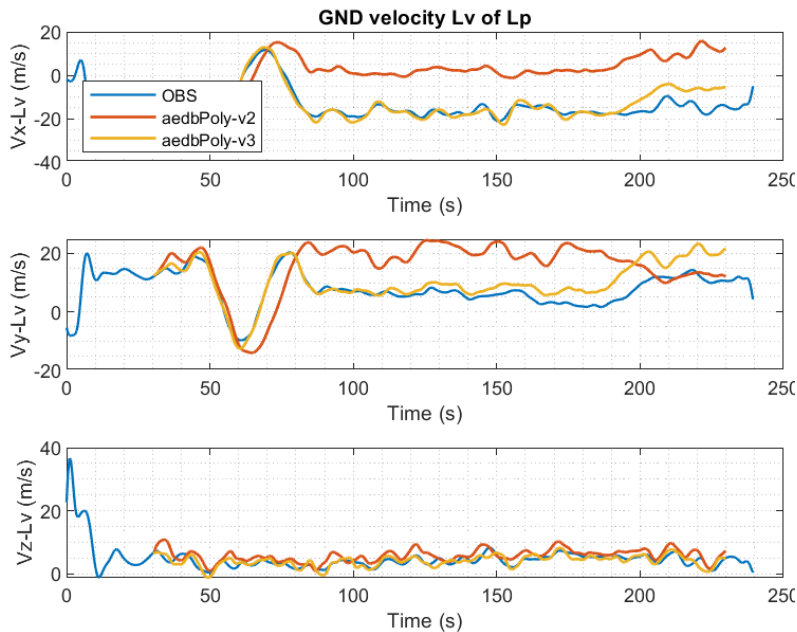 GND velocity Lv of Lp
20
0
-20
-40
Vx-Lv (m/s)
OBS
aedbPoly-v2
aedbPoly-v3
0 50 100 150 200 250
Time (s)
20
0
-20
Vy-Lv (m/s)
0 50 100 150 200 250
Time (s)
40
20
0
Vz-Lv (m/s)
0 50 100 150 200 250
Time (s)